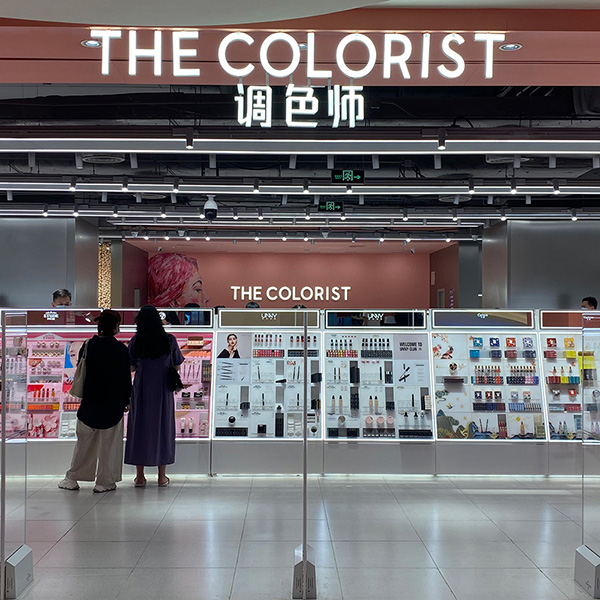 THE COLORIST
调色师
THE COLORIST
UNNY
UNNY
WELCOME TO
UNNY CLUB